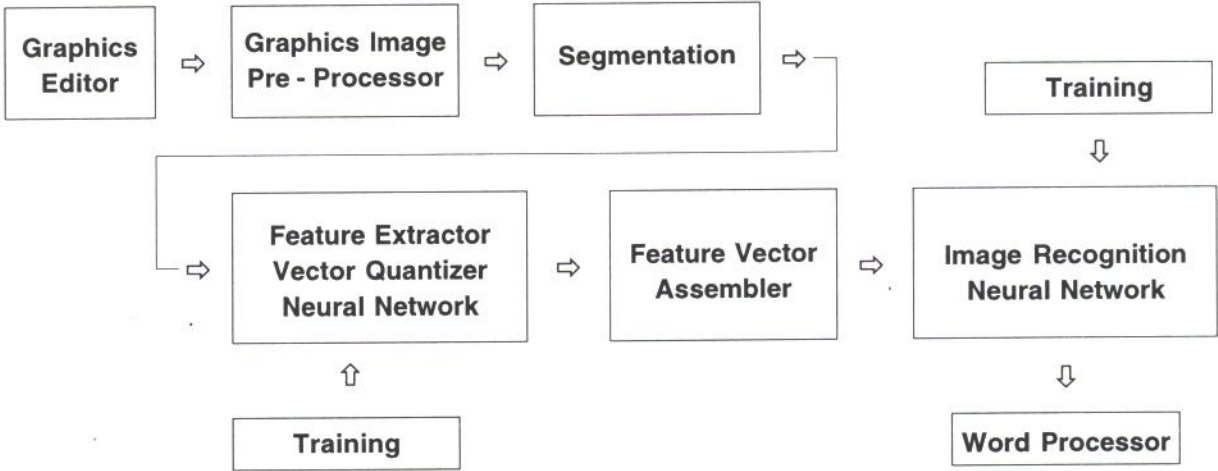 Graphics
Editor
Graphics Image
Pre - Processor
Segmentation
Training
Feature Extractor
Vector Quantizer
Neural Network
Feature Vector
Assembler
Image Recognition
Neural Network
Training
Word Processor